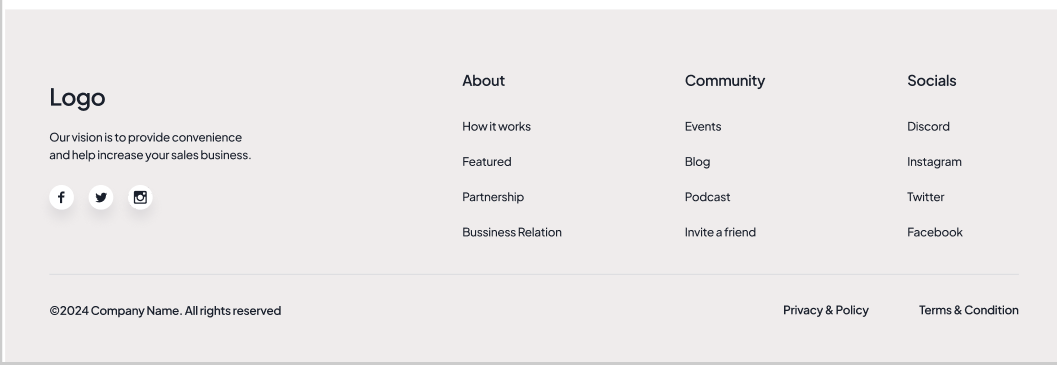 Logo
Our vision is to provide convenience
and help increase your sales business.
About
How it works
Featured
Partnership
Bussiness Relation
Community
Events
Blog
Podcast
Invite a friend
Socials
Discord
Instagram
Twitter
Facebook
©2024 Company Name. All rights reserved
Privacy & Policy
Terms & Condition